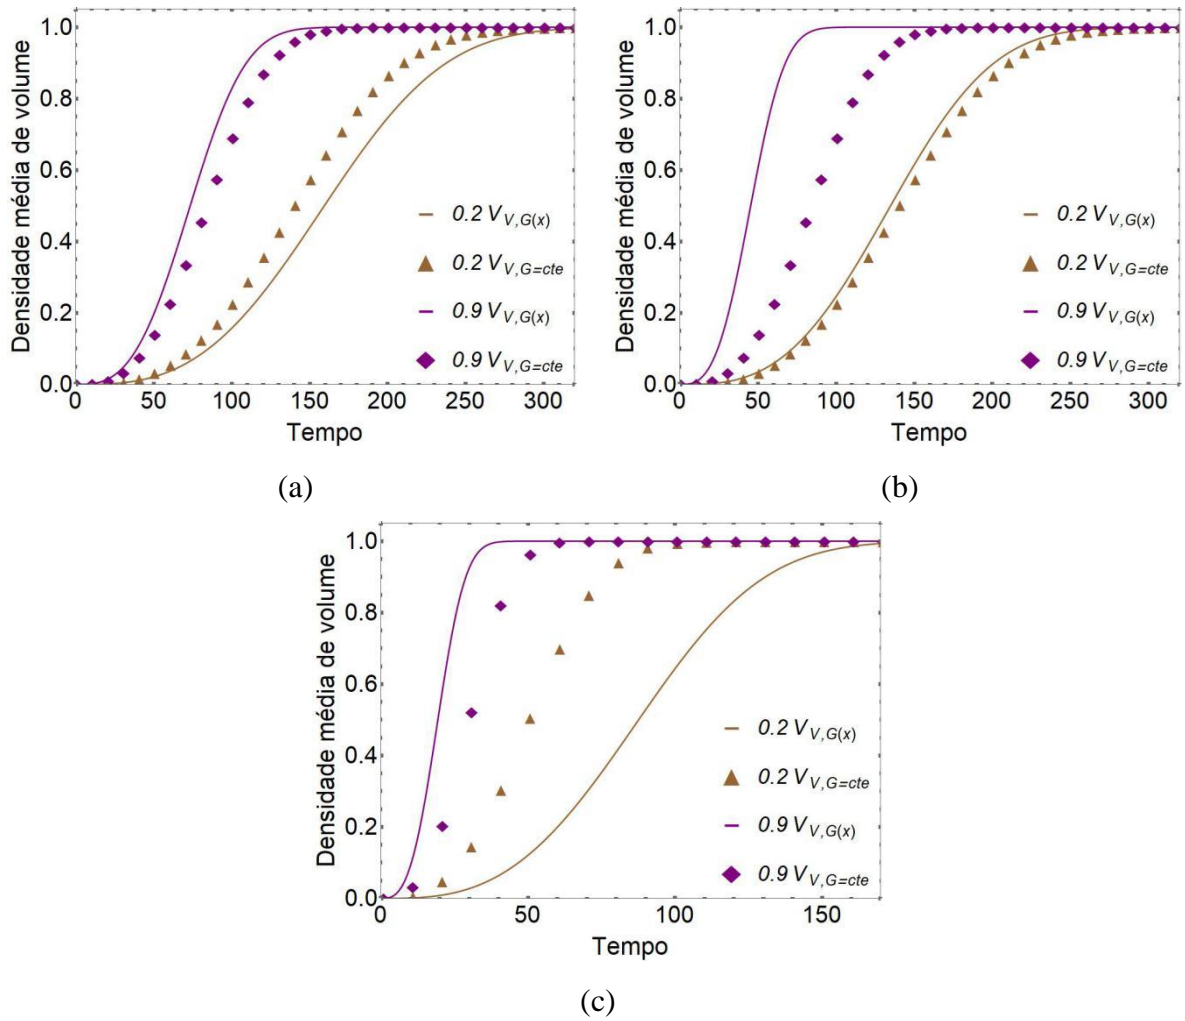 Densidade média de volume
1.0
0.8
0.6
0.4
0.2
0.0
0 50 100 150 200 250 300
Tempo
0.2 V_{V,G(x)}
0.2 V_{V,G=cte}
0.9 V_{V,G(x)}
0.9 V_{V,G=cte}
(a)
Densidade média de volume
1.0
0.8
0.6
0.4
0.2
0.0
0 50 100 150 200 250 300
Tempo
0.2 V_{V,G(x)}
0.2 V_{V,G=cte}
0.9 V_{V,G(x)}
0.9 V_{V,G=cte}
(b)
Densidade média de volume
1.0
0.8
0.6
0.4
0.2
0.0
0 50 100 150
Tempo
0.2 V_{V,G(x)}
0.2 V_{V,G=cte}
0.9 V_{V,G(x)}
0.9 V_{V,G=cte}
(c)